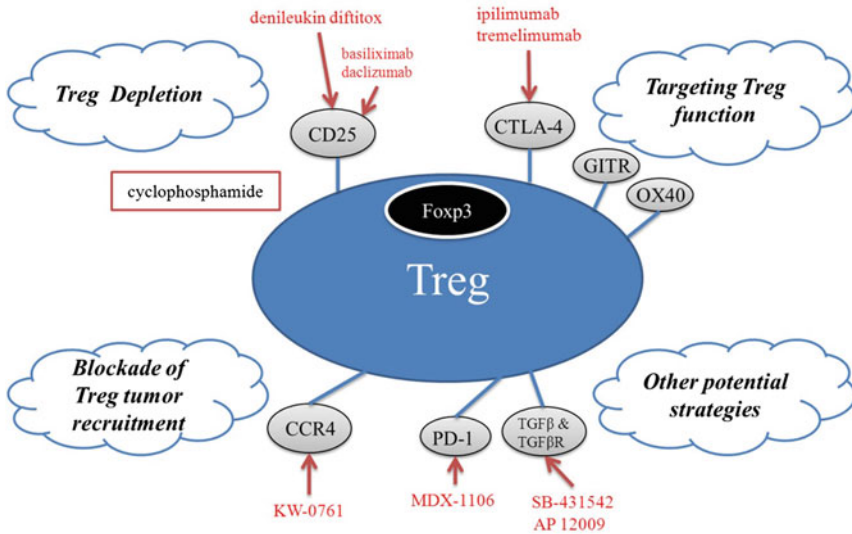 denileukin diftitox
basiliximab
daclizumab
ipilimumab
tremelimumab
Treg Depletion
CD25
CTLA-4
Targeting Treg
function
GITR
OX40
cyclophosphamide
Foxp3
Treg
Blockade of
Treg tumor
recruitment
CCR4
PD-1
TGFβ &
TGFβR
Other potential
strategies
KW-0761
MDX-1106
SB-431542
AP 12009